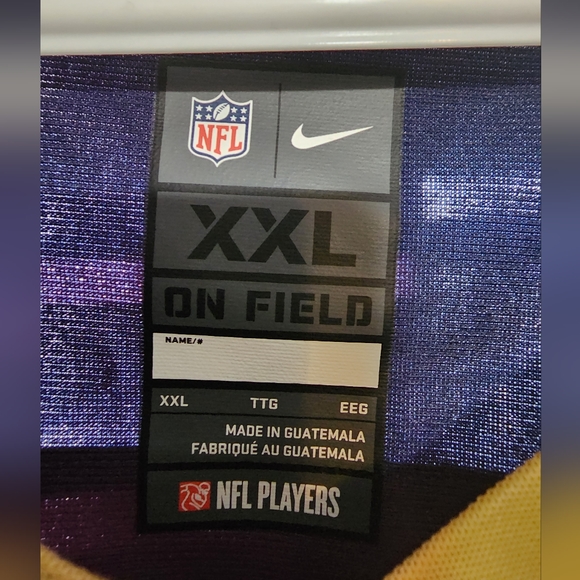 NFL
XXL
ON FIELD
NAME/#
XXL TTG EEG
MADE IN GUATEMALA
FABRIQUÉ AU GUATEMALA
NFL PLAYERS